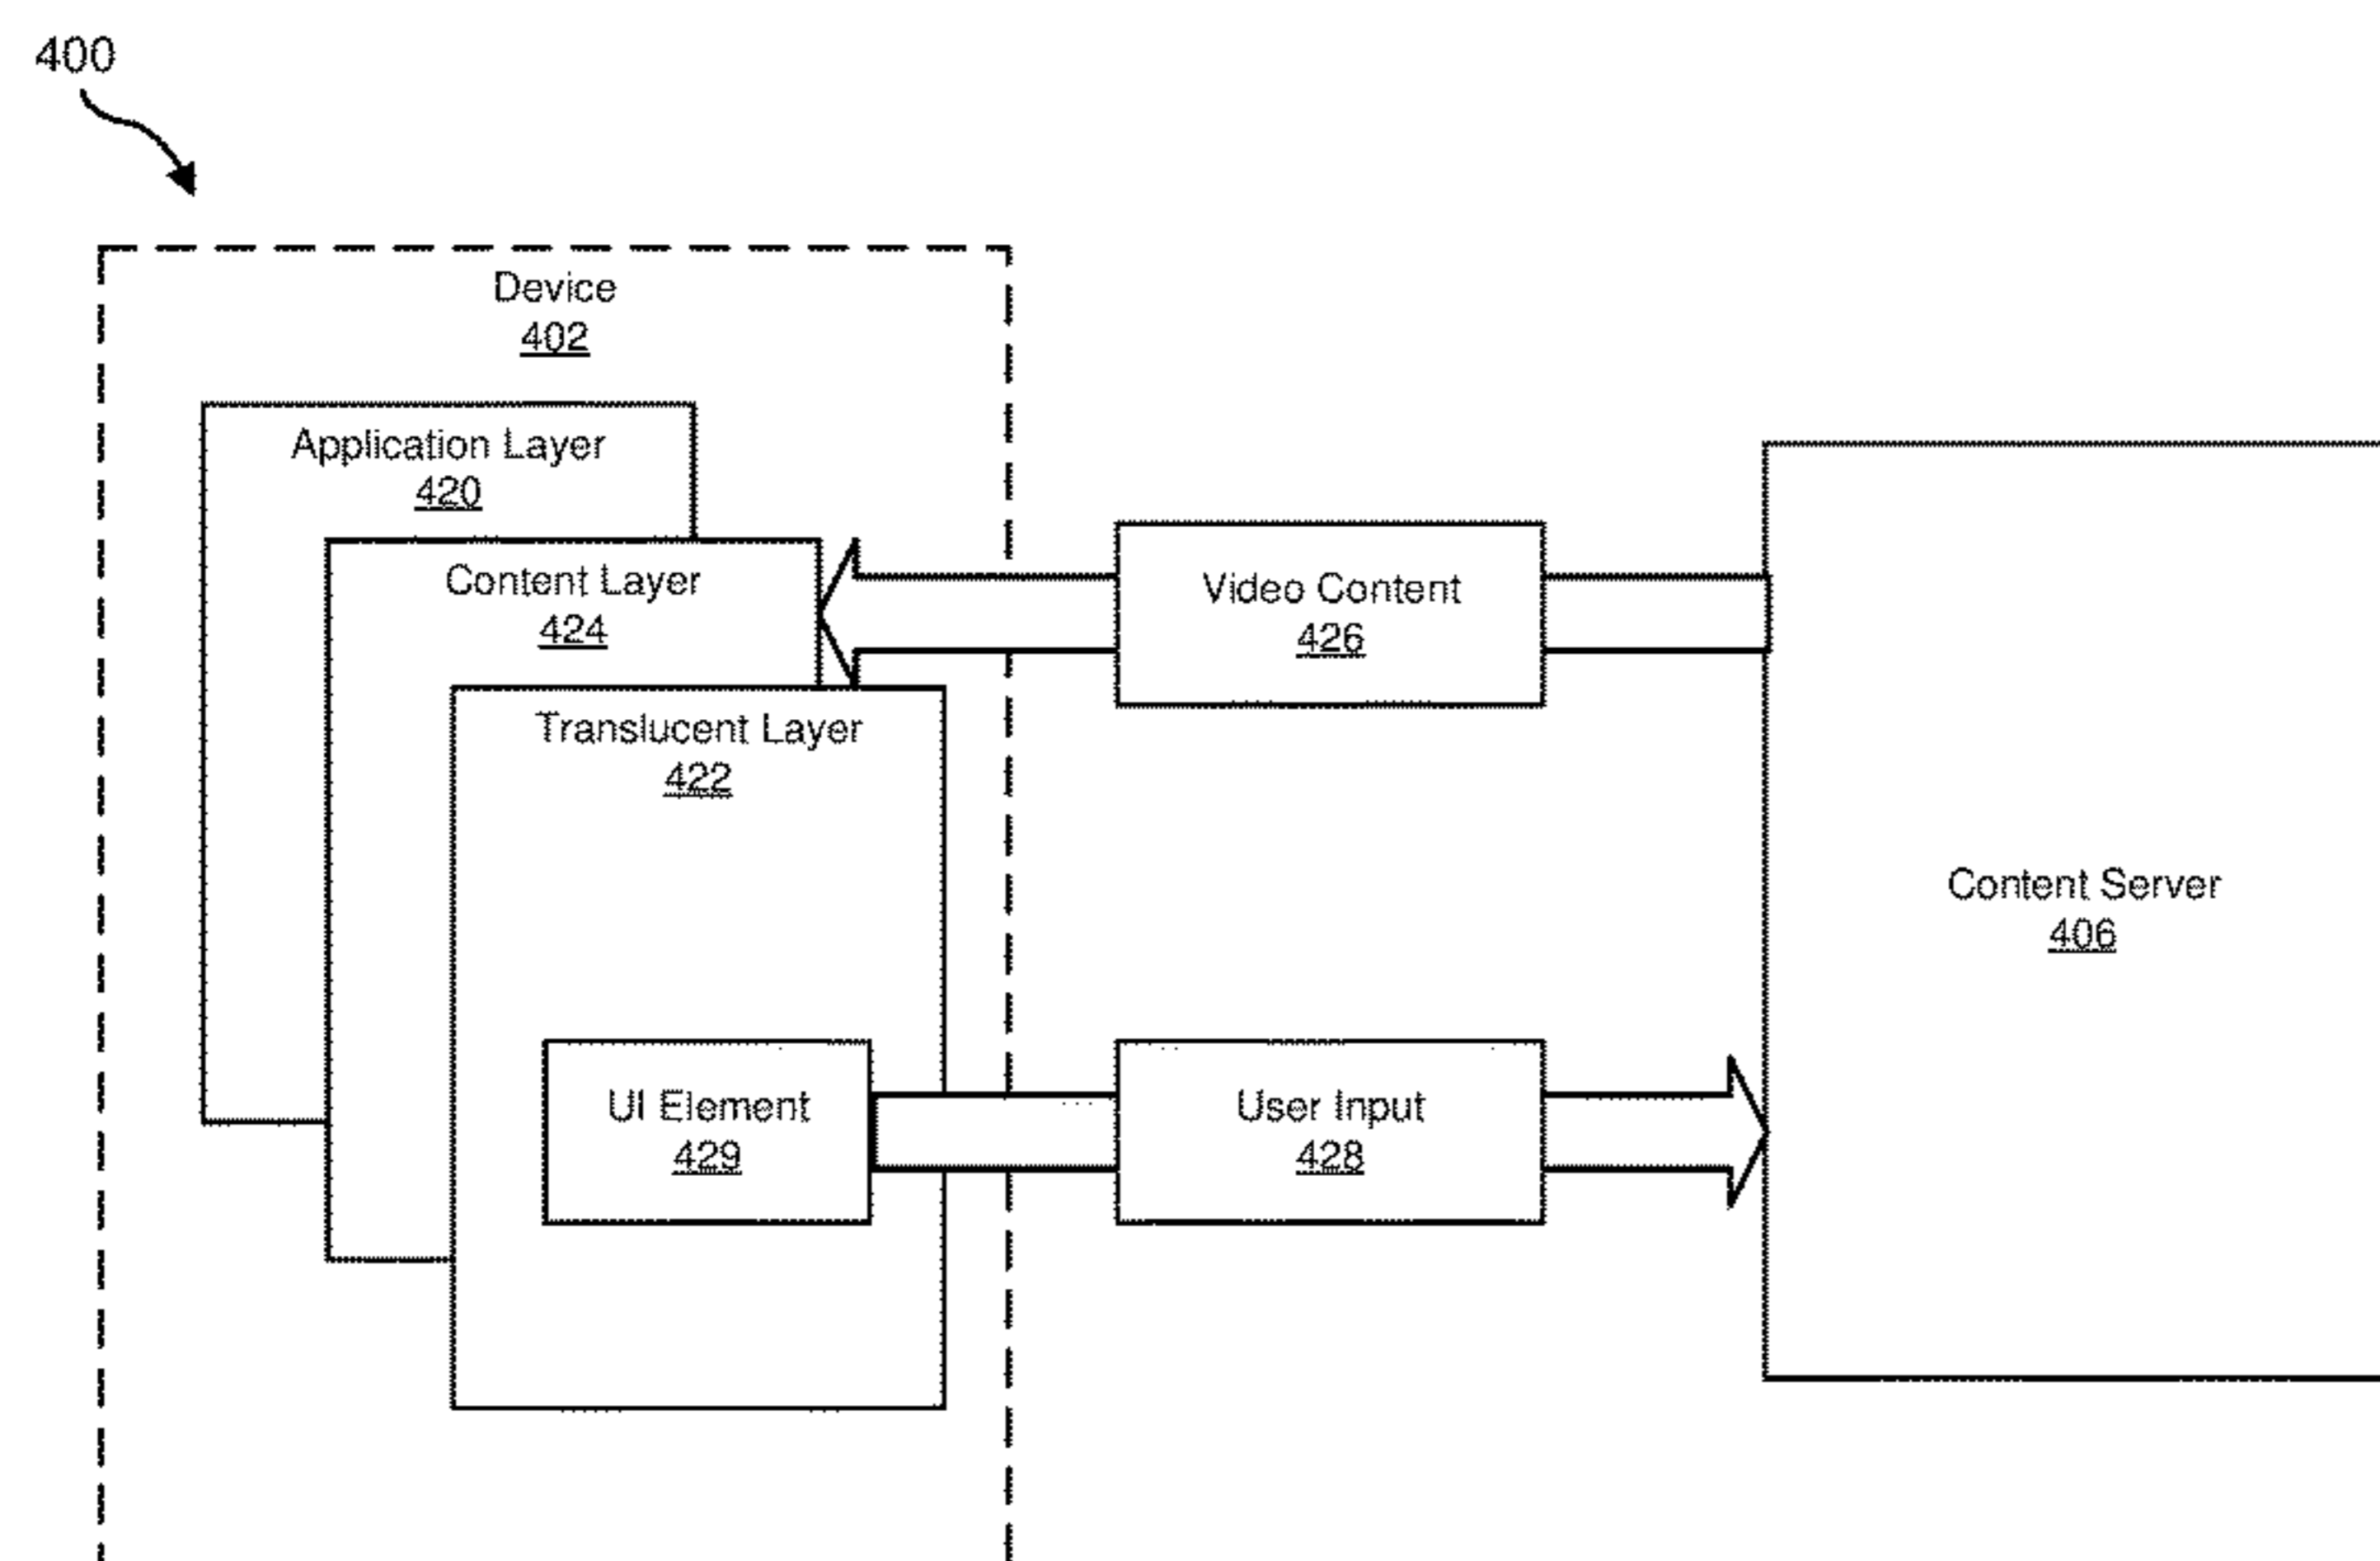 400
Device
402
Application Layer
420
Content Layer
424
Video Content
426
Translucent Layer
422
Content Server
406
UI Element
429
User Input
428